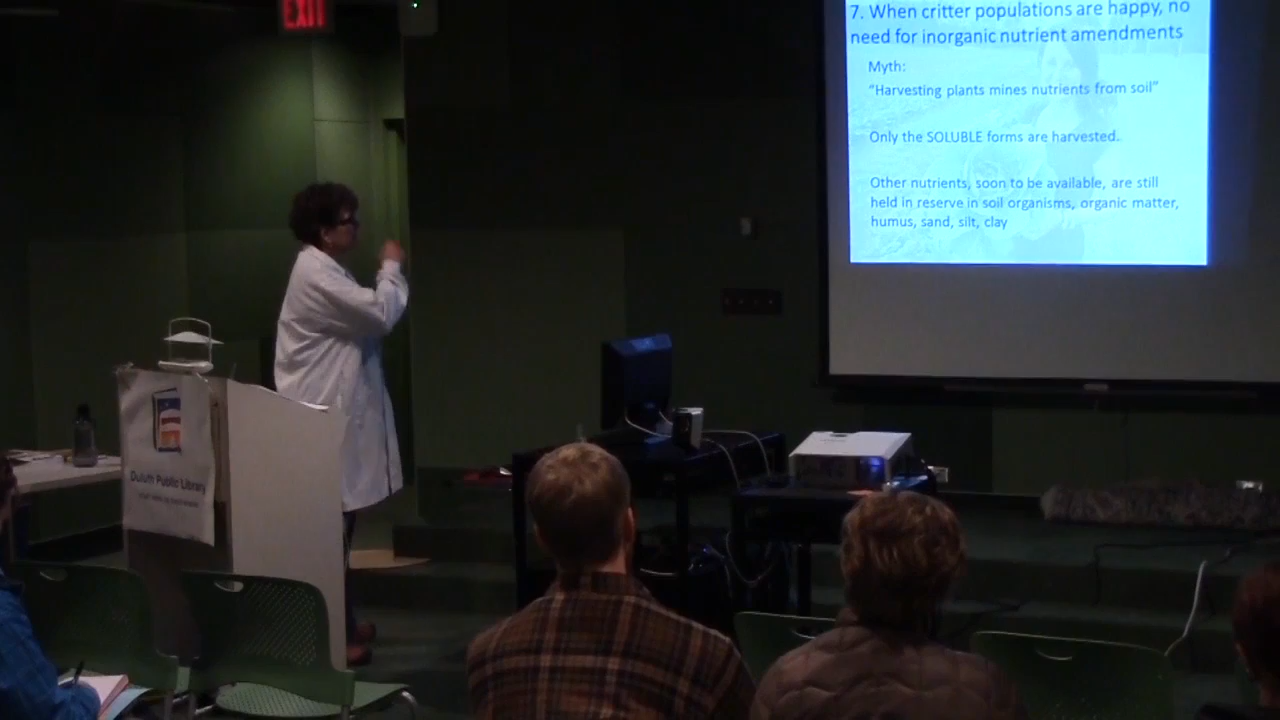 EXIT
7. When critter populations are happy, no
need for inorganic nutrient amendments
Myth:
"Harvesting plants mines nutrients from soil"
Only the SOLUBLE forms are harvested.
Other nutrients, soon to be available, are still
held in reserve in soil organisms, organic matter,
humus, sand, silt, clay
Duluth Public Library